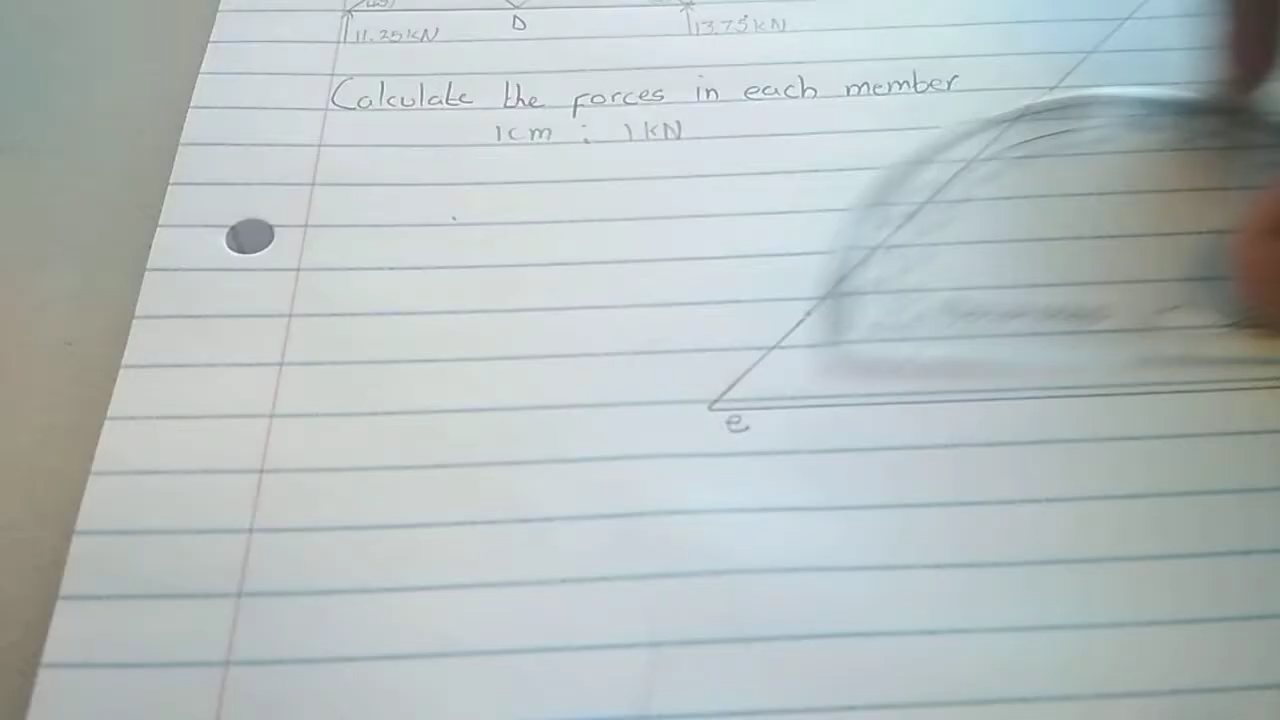 11.25KN D 13.75KN
Calculate the forces in each member
1cm : 1KN
e